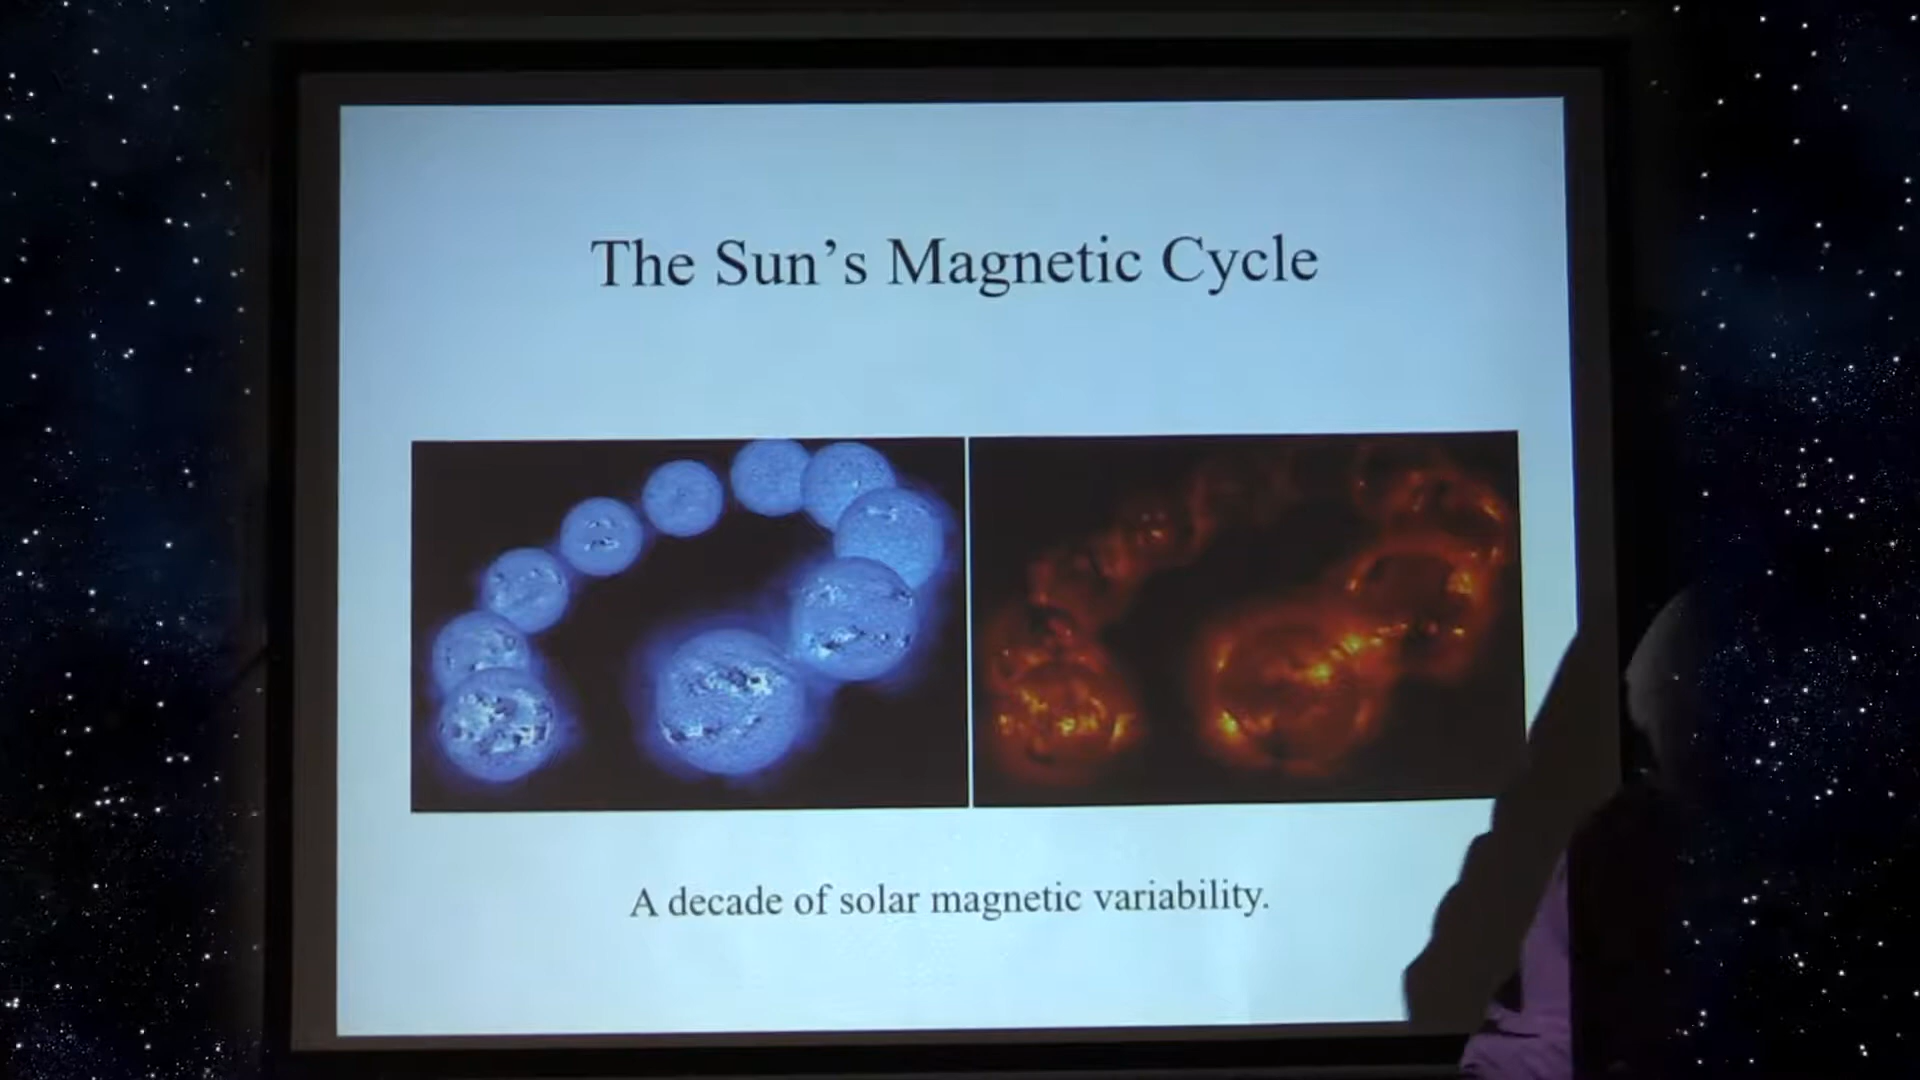 The Sun’s Magnetic Cycle
A decade of solar magnetic variability.